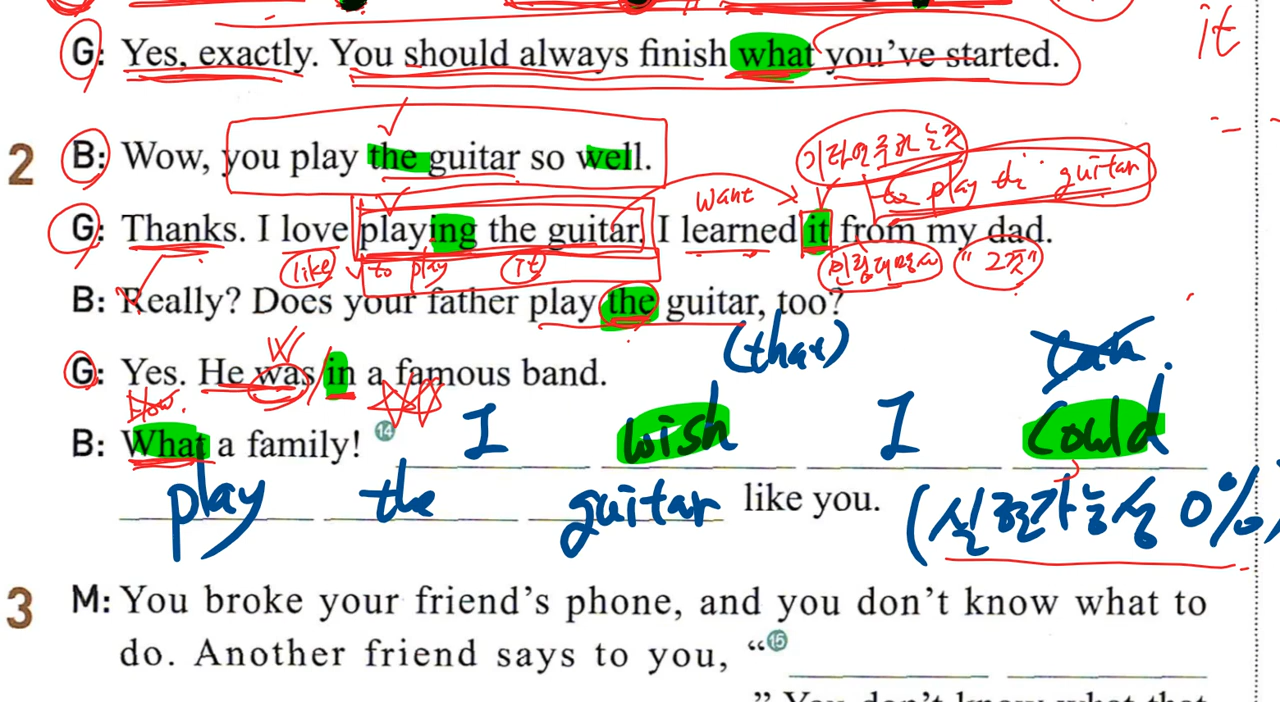 it
G: Yes, exactly. You should always finish what you've started.
2 B: Wow, you play the guitar so well.
기타연주하는것
want to play the guitar
G: Thanks. I love playing the guitar. I learned it from my dad.
like to play it 인칭대명사 "그것"
B: Really? Does your father play the guitar, too?
(that) can
G: Yes. He was in a famous band.
How
B: What a family! 14 I wish I could
play the guitar like you. (실현가능성 0%)
3 M: You broke your friend's phone, and you don't know what to
do. Another friend says to you, "15